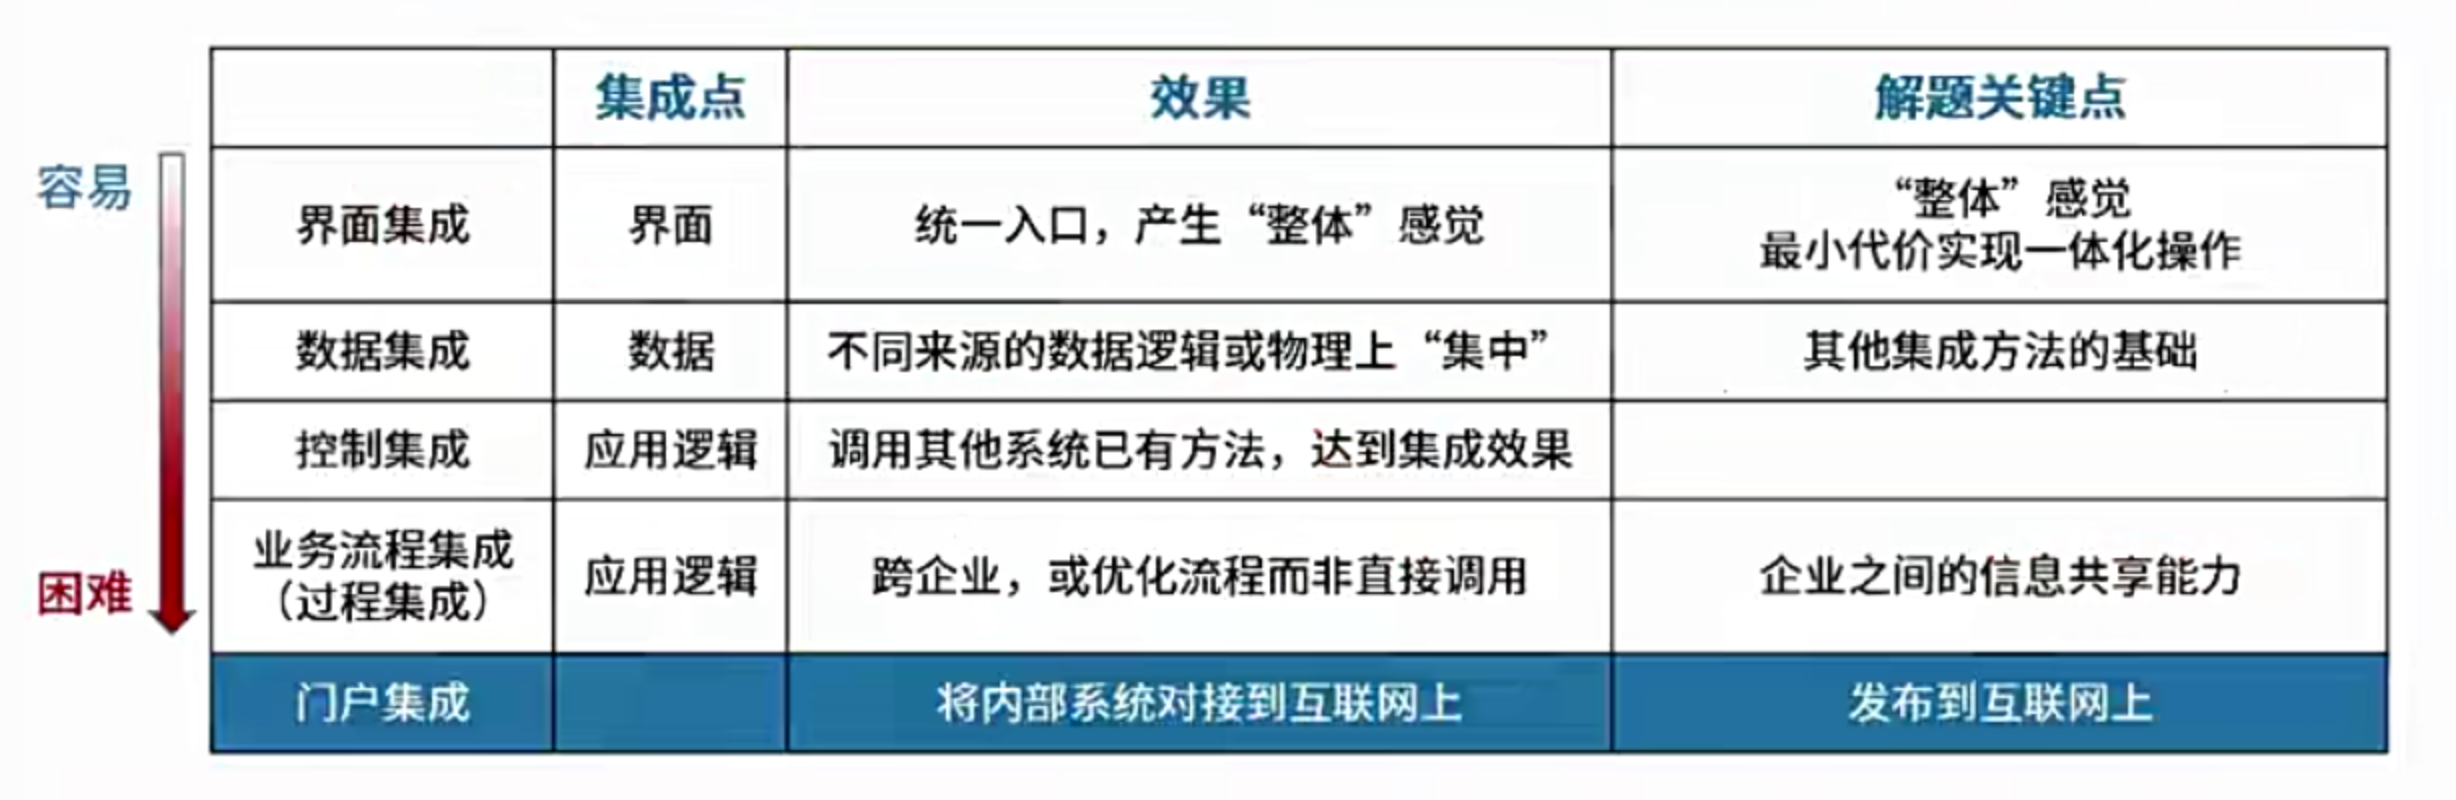 集成点 效果 解题关键点
容易
界面集成 界面 统一入口，产生“整体”感觉 “整体”感觉
最小代价实现一体化操作
数据集成 数据 不同来源的数据逻辑或物理上“集中” 其他集成方法的基础
控制集成 应用逻辑 调用其他系统已有方法，达到集成效果
困难
业务流程集成
（过程集成） 应用逻辑 跨企业，或优化流程而非直接调用 企业之间的信息共享能力
门户集成 将内部系统对接到互联网上 发布到互联网上